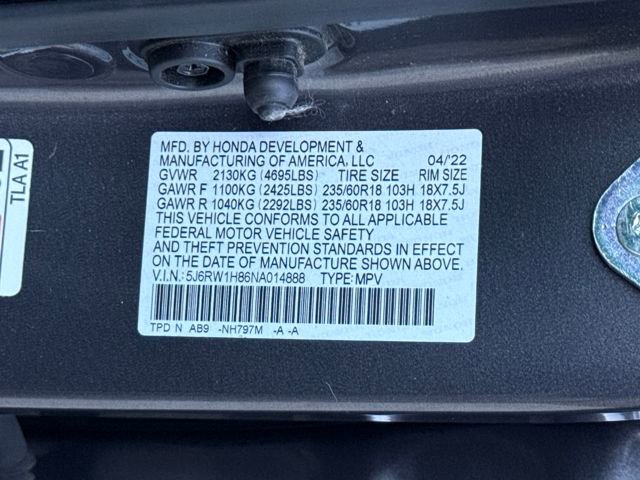 MFD. BY HONDA DEVELOPMENT &
MANUFACTURING OF AMERICA, LLC 04/22
GVWR 2130KG (4695LBS) TIRE SIZE RIM SIZE
GAWR F 1100KG (2425LBS) 235/60R18 103H 18X7.5J
GAWR R 1040KG (2292LBS) 235/60R18 103H 18X7.5J
THIS VEHICLE CONFORMS TO ALL APPLICABLE
FEDERAL MOTOR VEHICLE SAFETY
AND THEFT PREVENTION STANDARDS IN EFFECT
ON THE DATE OF MANUFACTURE SHOWN ABOVE.
V.I.N.: 5J6RW1H86NA014888 TYPE: MPV
TPD N AB9 -NH797M -A -A
TLA A1